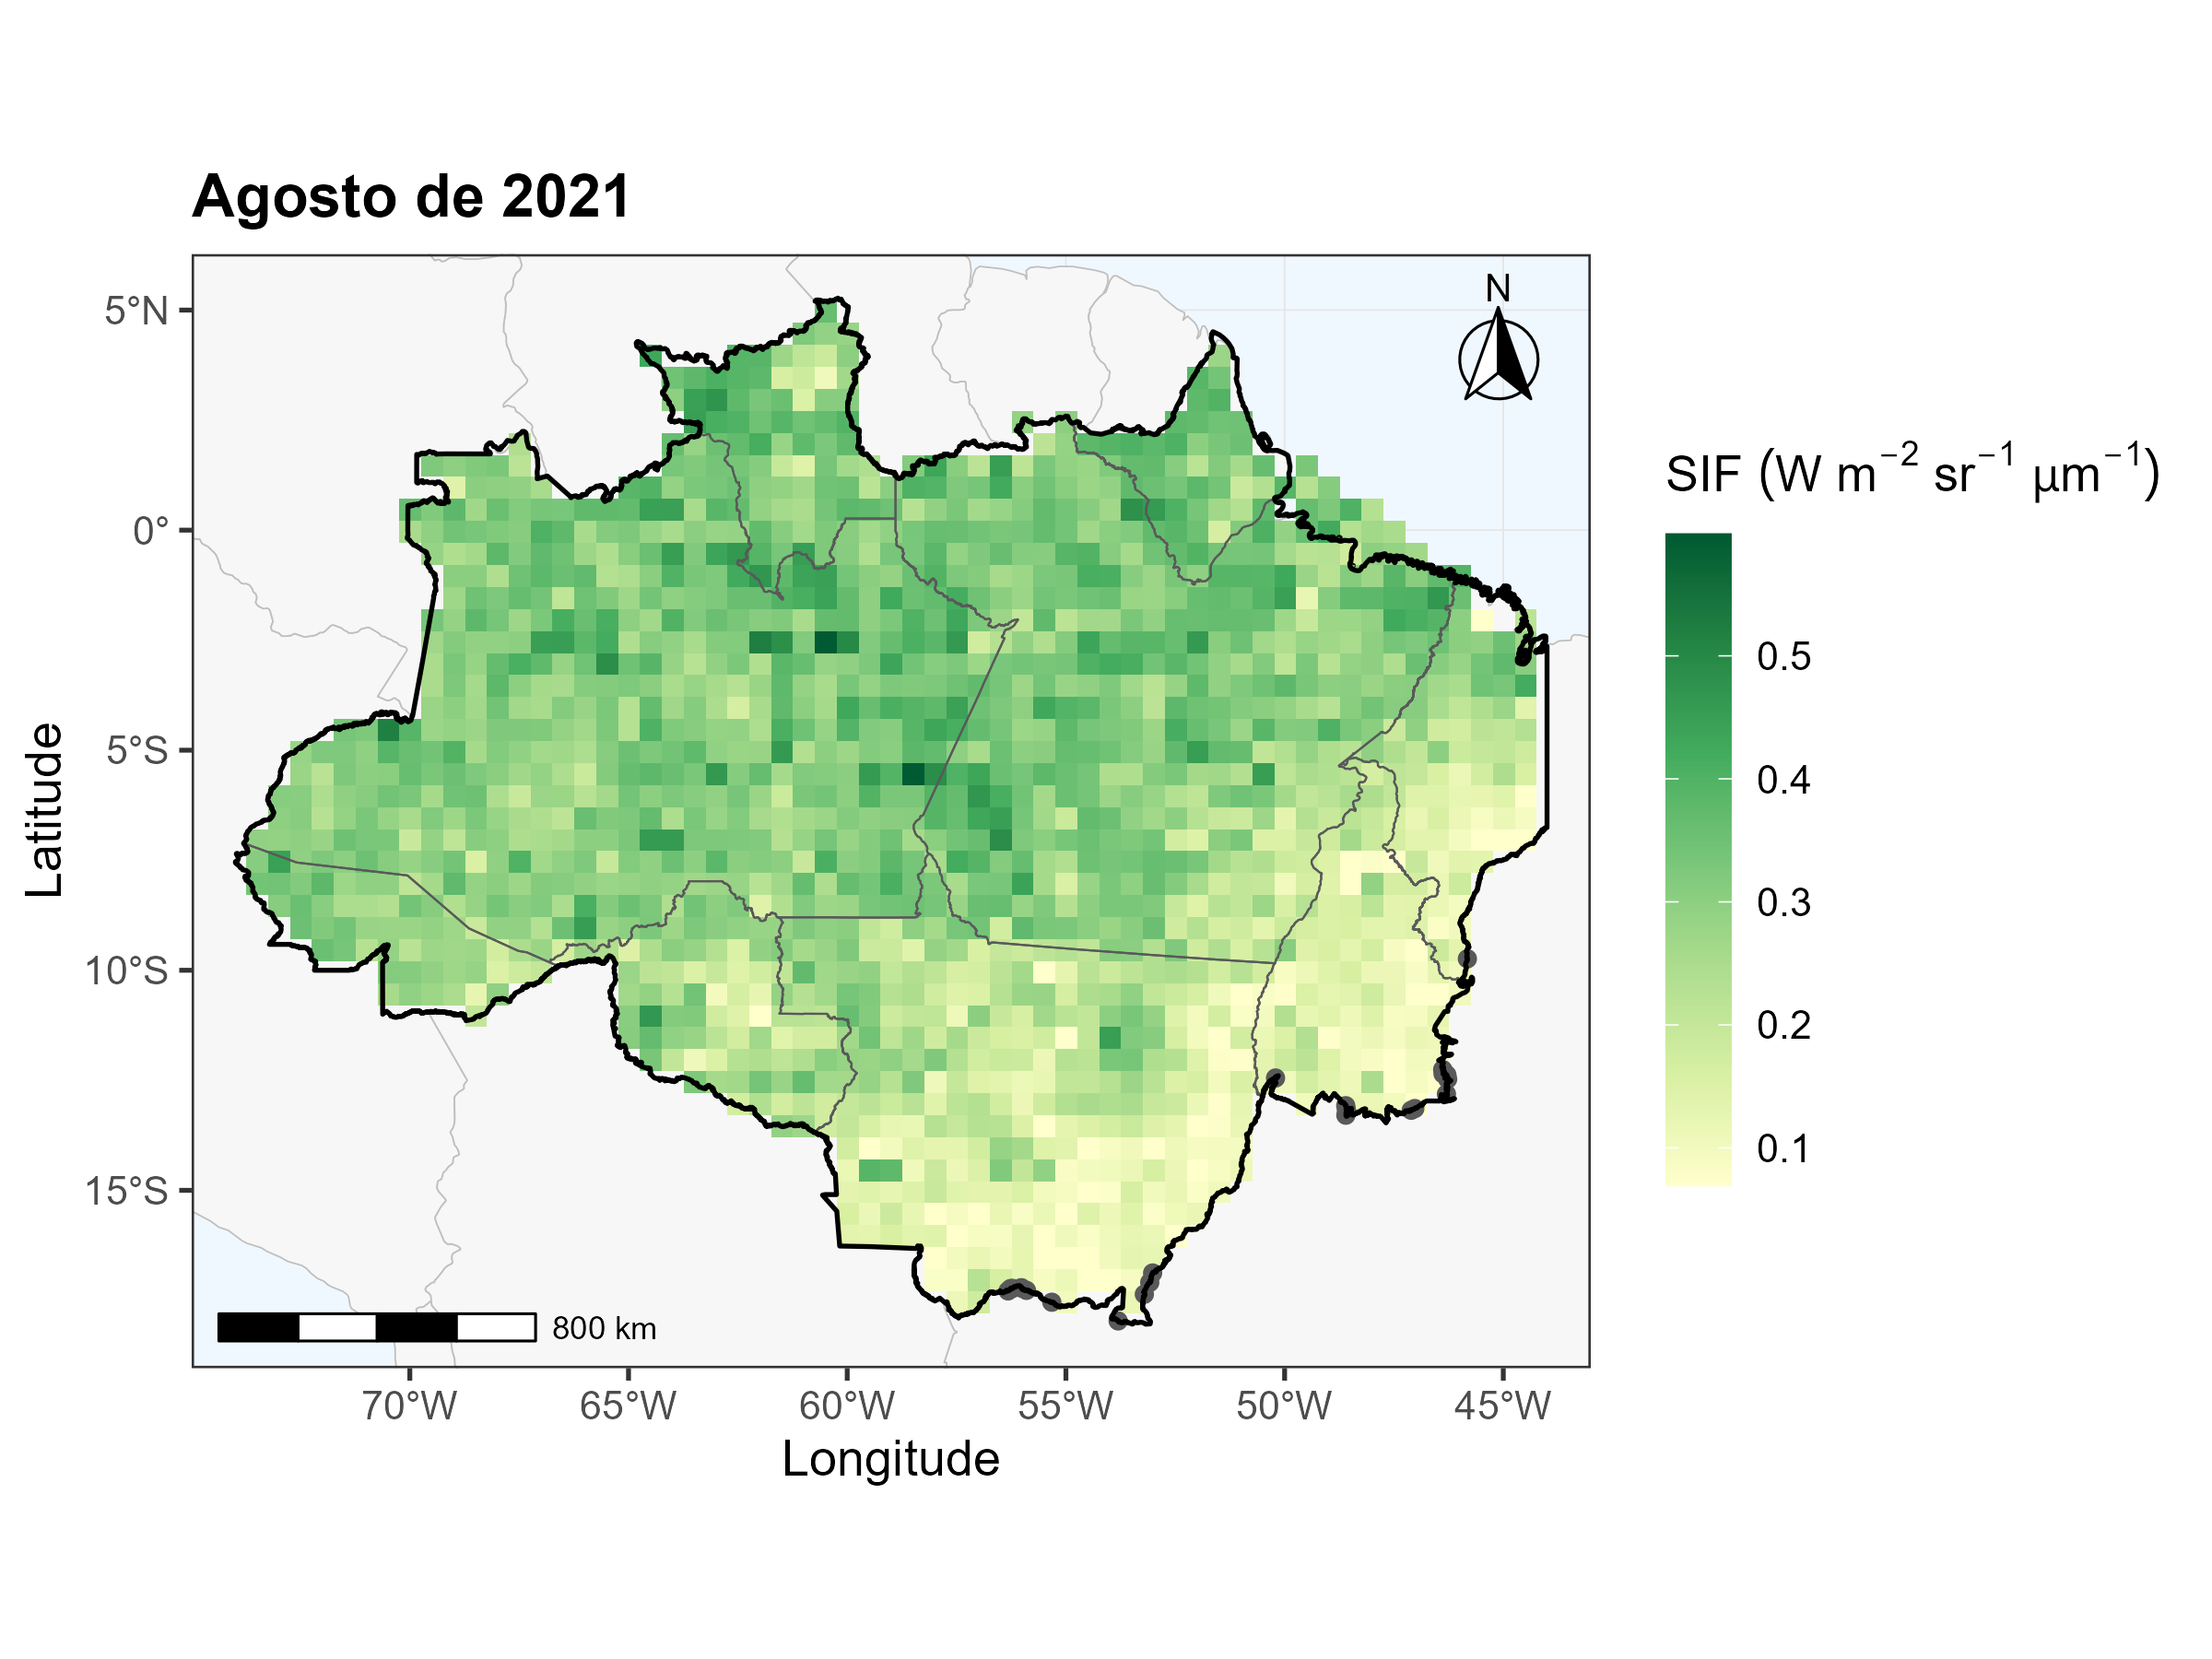 Agosto de 2021
N
5°N
0°
5°S
10°S
15°S
Latitude
800 km
70°W 65°W 60°W 55°W 50°W 45°W
Longitude
SIF (W m⁻² sr⁻¹ μm⁻¹)
0.5
0.4
0.3
0.2
0.1